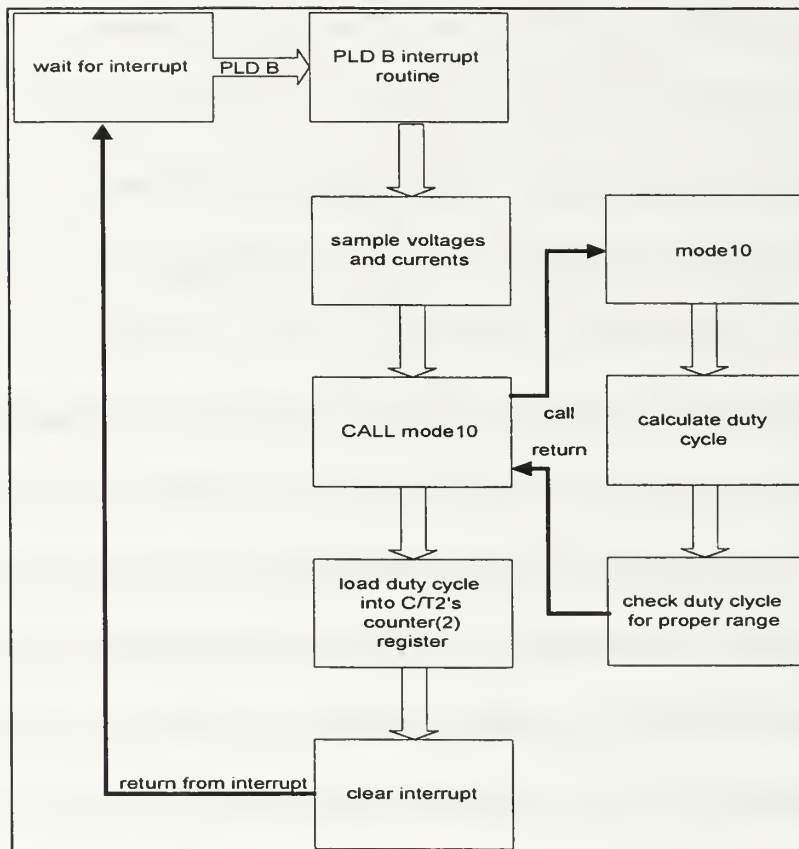 wait for interrupt
PLD B
PLD B interrupt
routine
sample voltages
and currents
mode10
CALL mode10
call
return
calculate duty
cycle
load duty cycle
into C/T2's
counter(2)
register
check duty clycle
for proper range
return from interrupt
clear interrupt